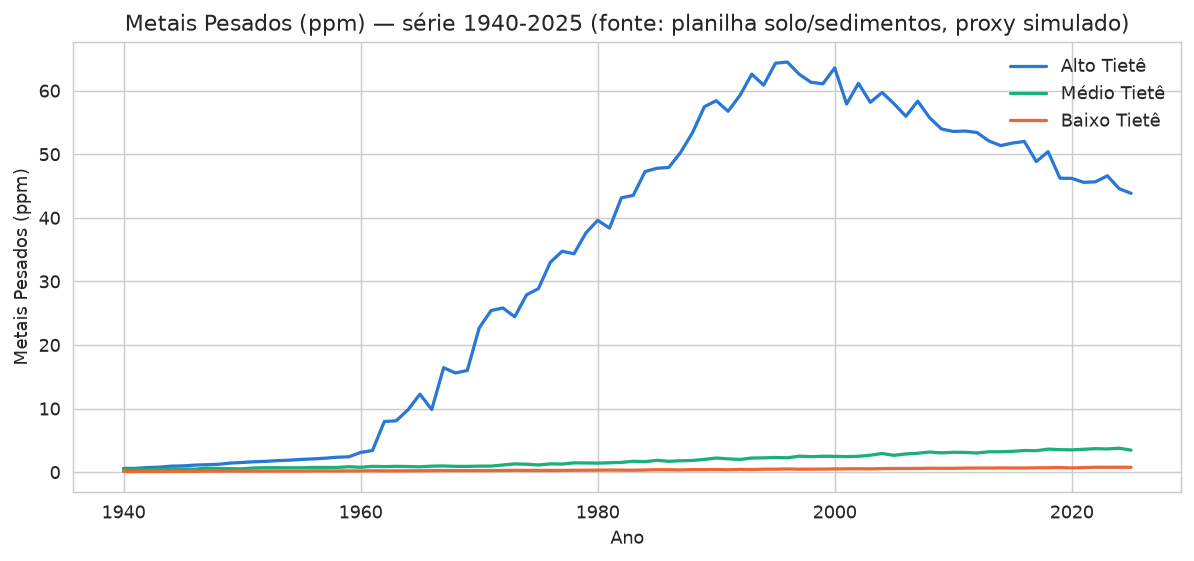 Metais Pesados (ppm) — série 1940-2025 (fonte: planilha solo/sedimentos, proxy simulado)
Alto Tietê
Médio Tietê
Baixo Tietê
Metais Pesados (ppm)
60
50
40
30
20
10
0
1940
1960
1980
2000
2020
Ano